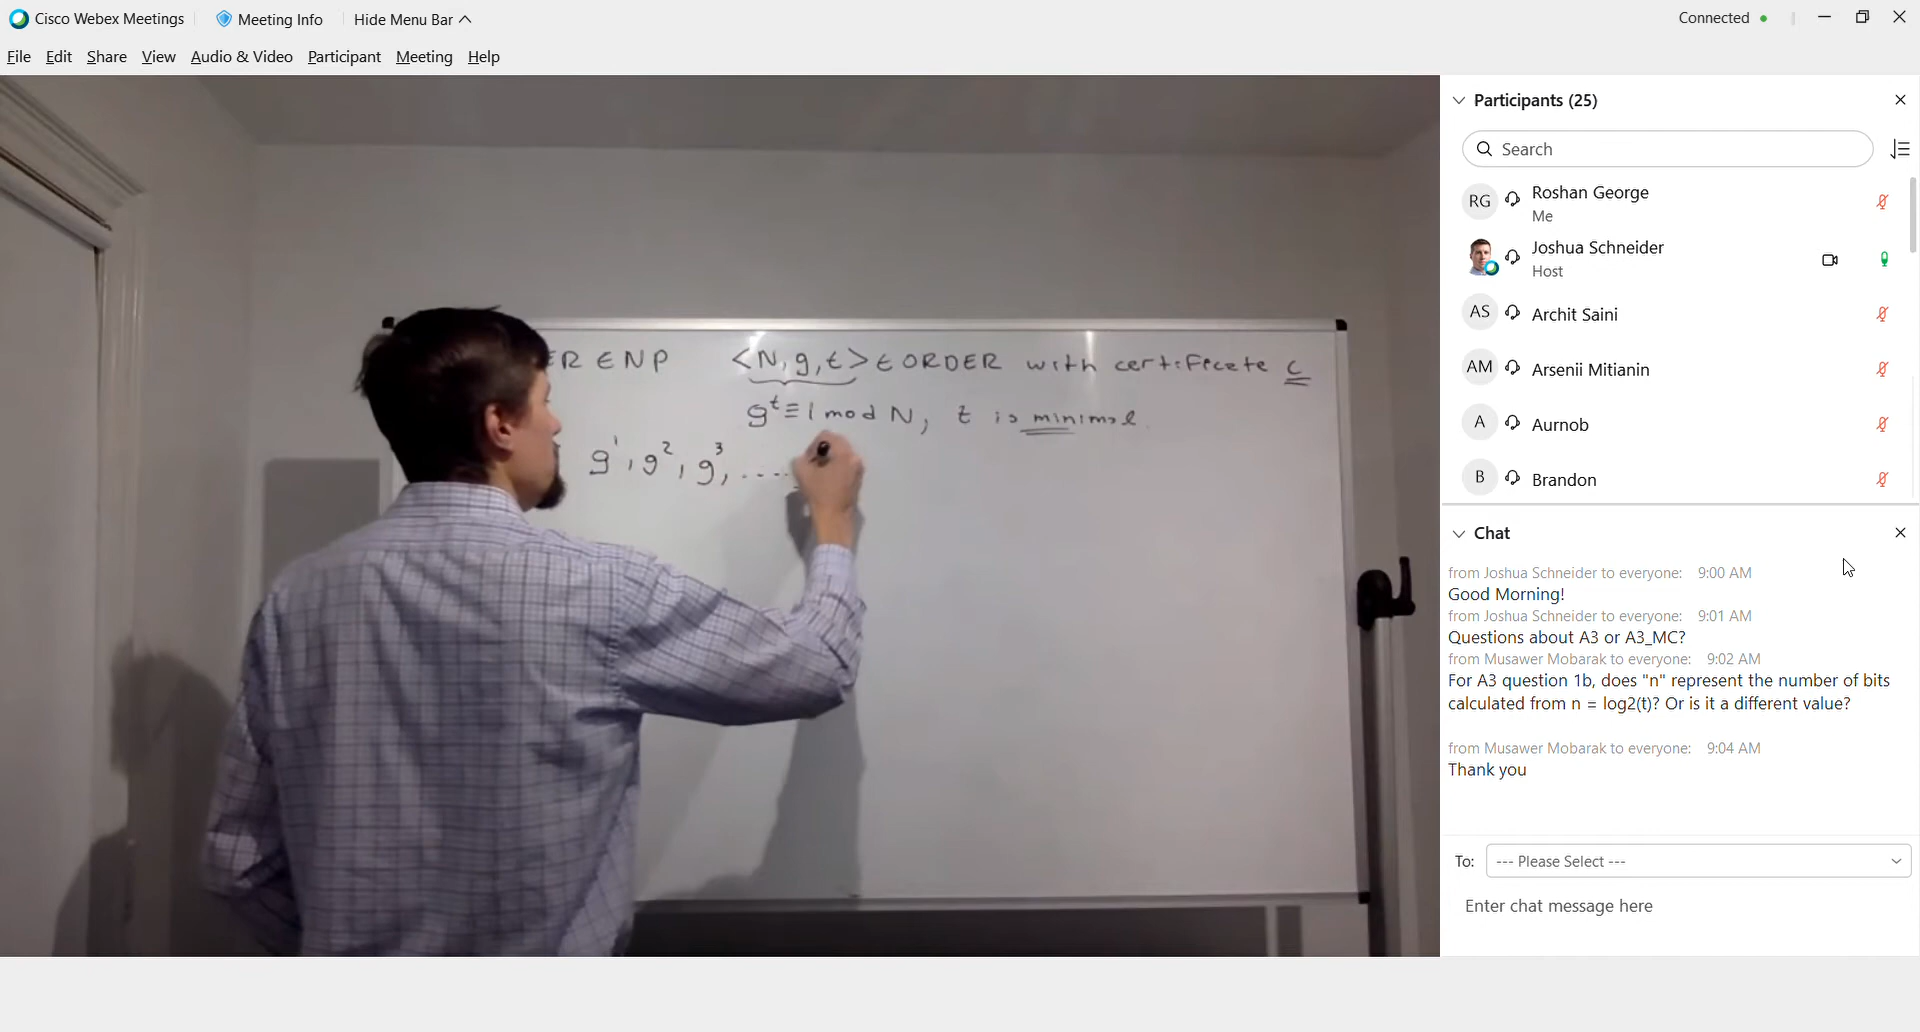 Cisco Webex Meetings Meeting Info Hide Menu Bar Connected
File Edit Share View Audio & Video Participant Meeting Help
ER ∈ NP <N, g, t> ∈ ORDER with certificate c
g^t ≡ 1 mod N, t is minimal.
g^1, g^2, g^3, ....
Participants (25)
Search
RG Roshan George
Me
Joshua Schneider
Host
AS Archit Saini
AM Arsenii Mitianin
A Aurnob
B Brandon
Chat
from Joshua Schneider to everyone: 9:00 AM
Good Morning!
from Joshua Schneider to everyone: 9:01 AM
Questions about A3 or A3_MC?
from Musawer Mobarak to everyone: 9:02 AM
For A3 question 1b, does "n" represent the number of bits
calculated from n = log2(t)? Or is it a different value?
from Musawer Mobarak to everyone: 9:04 AM
Thank you
To: --- Please Select ---
Enter chat message here